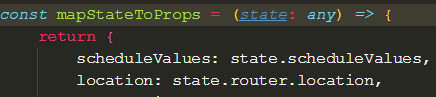 const mapStateToProps = (state: any) => {
return {
scheduleValues: state.scheduleValues,
location: state.router.location,